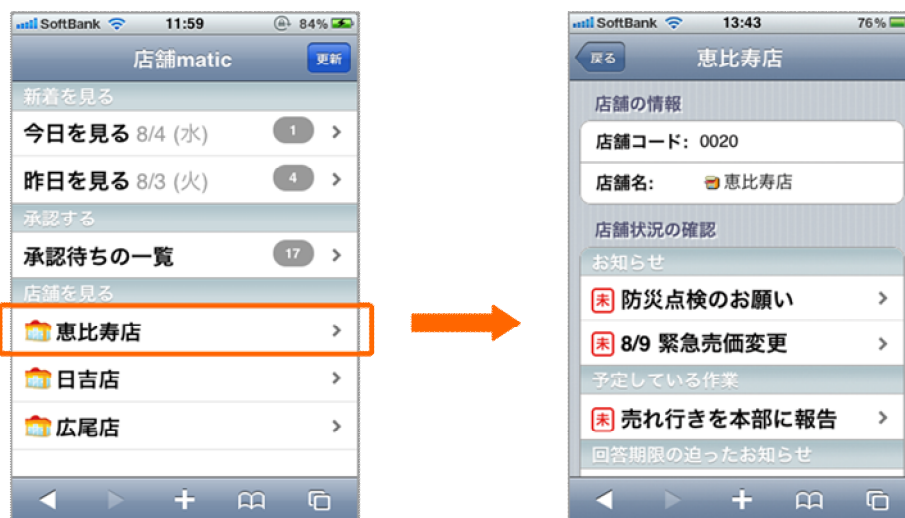 SoftBank 11:59 84%
店舗matic 更新
新着を見る
今日を見る 8/4 (水) 1
昨日を見る 8/3 (火) 4
承認する
承認待ちの一覧 17
店舗を見る
恵比寿店
日吉店
広尾店
SoftBank 13:43 76%
戻る 恵比寿店
店舗の情報
店舗コード: 0020
店舗名: 恵比寿店
店舗状況の確認
お知らせ
未 防災点検のお願い
未 8/9 緊急売価変更
予定している作業
未 売れ行きを本部に報告
回答期限の迫ったお知らせ